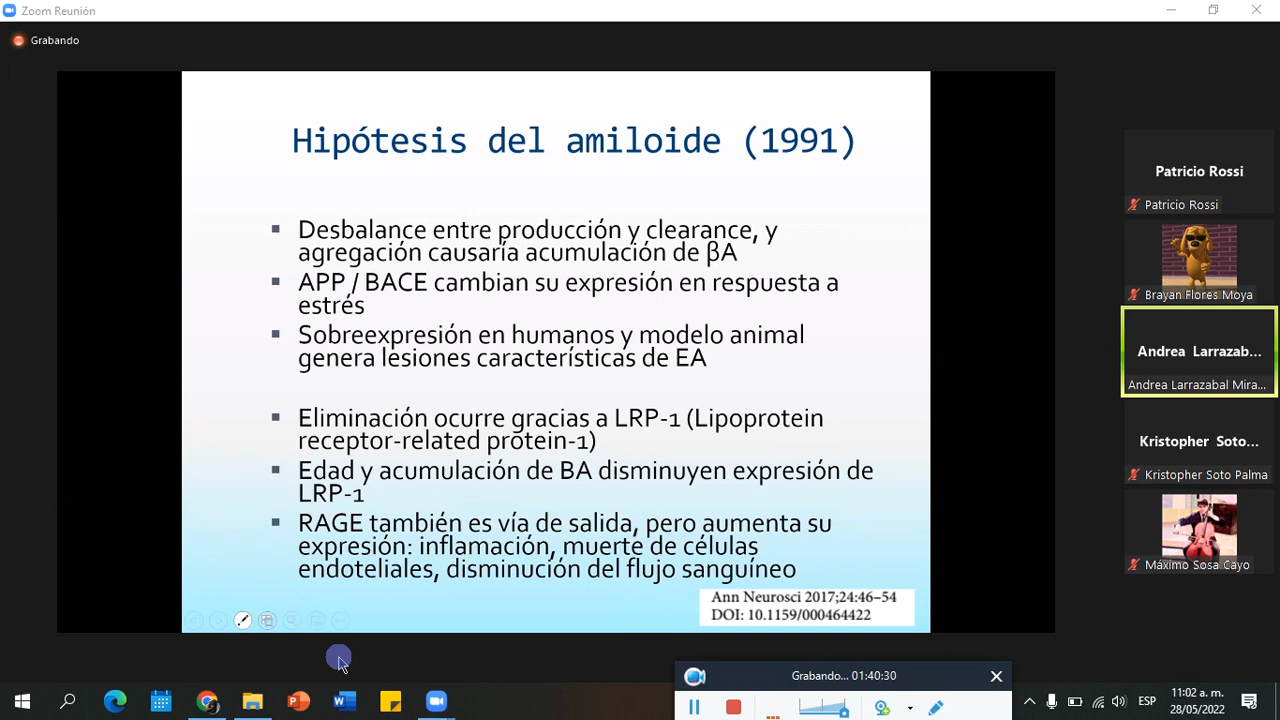 Zoom Reunión
Grabando
Hipótesis del amiloide (1991)
Desbalance entre producción y clearance, y
agregación causaría acumulación de βA
APP / BACE cambian su expresión en respuesta a
estrés
Sobreexpresión en humanos y modelo animal
genera lesiones características de EA
Eliminación ocurre gracias a LRP-1 (Lipoprotein
receptor-related protein-1)
Edad y acumulación de BA disminuyen expresión de
LRP-1
RAGE también es vía de salida, pero aumenta su
expresión: inflamación, muerte de células
endoteliales, disminución del flujo sanguíneo
Ann Neurosci 2017;24:46–54
DOI: 10.1159/000464422
Patricio Rossi
Patricio Rossi
Brayan Flores Moya
Andrea Larrazab...
Andrea Larrazabal Mira...
Kristopher Soto...
Kristopher Soto Palma
Máximo Sosa Cayo
Grabando... 01:40:30
ESP
11:02 a. m.
28/05/2022